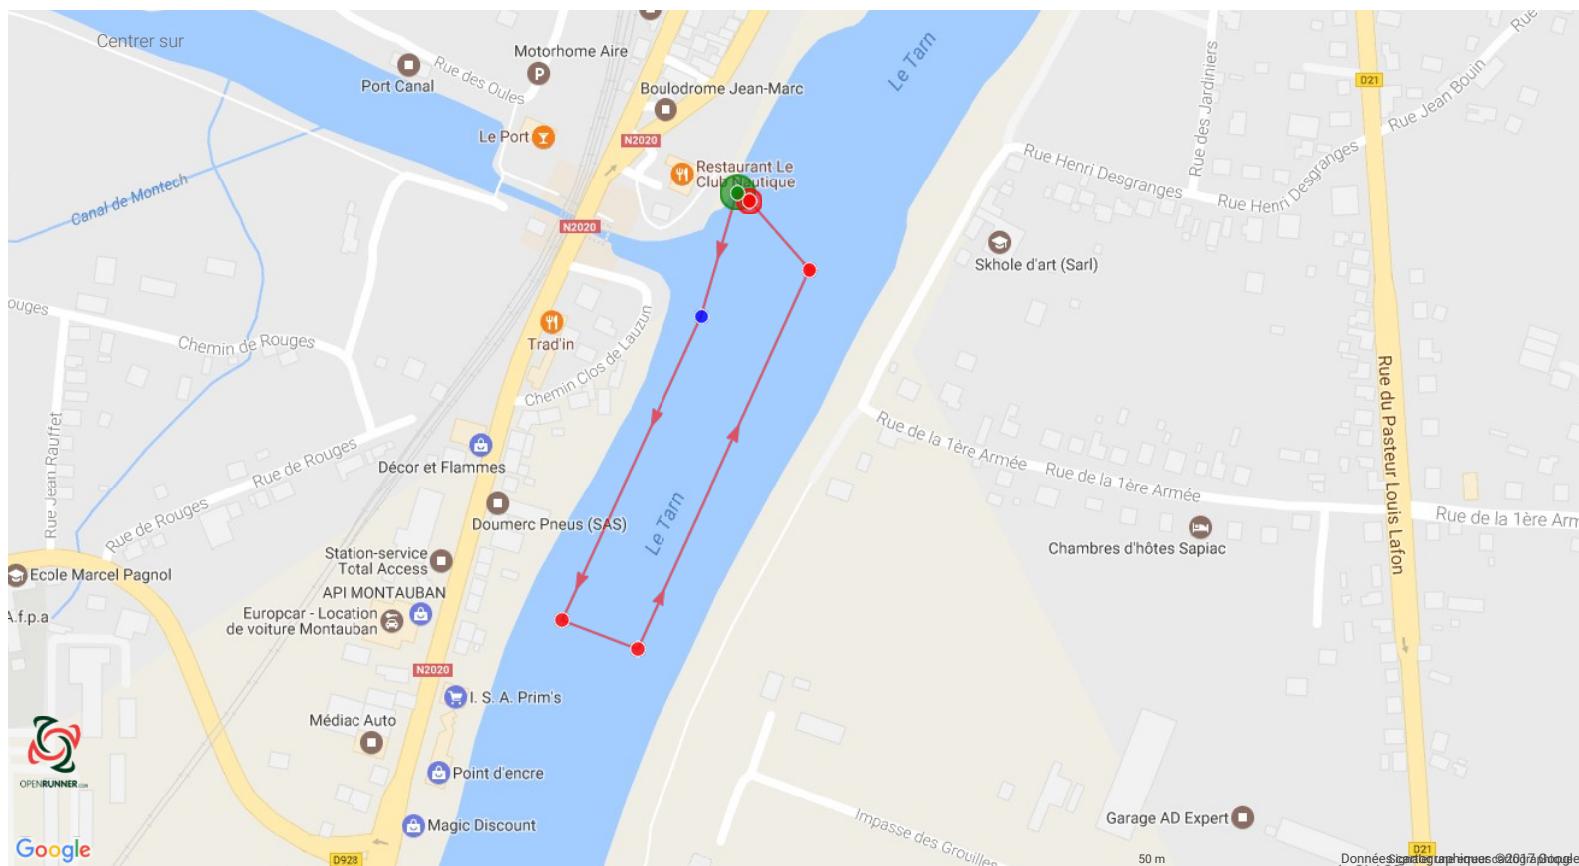 Centrer sur
Motorhome Aire
P
Rue des Oules
Port Canal
Boulodrome Jean-Marc
Le Port
N2020
Restaurant Le
Club Nautique
Canal de Montech
N2020
Le Tarn
D21
Rue Jean Bouin
Rue des Jardiniers
Rue Henri Desgranges
Rue Henri Desgranges
Skhole d'art (Sarl)
ouges
Chemin de Rouges
Trad'in
Chemin Clos de Lauzun
Rue Jean Rauffet
Rue de Rouges
Rue de Rouges
Décor et Flammes
Doumerc Pneus (SAS)
Le Tarn
Rue de la 1ère Armée
Rue de la 1ère Armée
Rue de la 1ère Arm
Rue du Pasteur Louis Lafon
Chambres d'hôtes Sapiac
Station-service
Total Access
Ecole Marcel Pagnol
API MONTAUBAN
A.f.p.a
Europcar - Location
de voiture Montauban
N2020
I. S. A. Prim's
Médiac Auto
OPENRUNNER.com
Point d'encre
Magic Discount
Impasse des Grouilles
Garage AD Expert
Google
D928
D21
50 m
Données cartographiques ©2017 Google